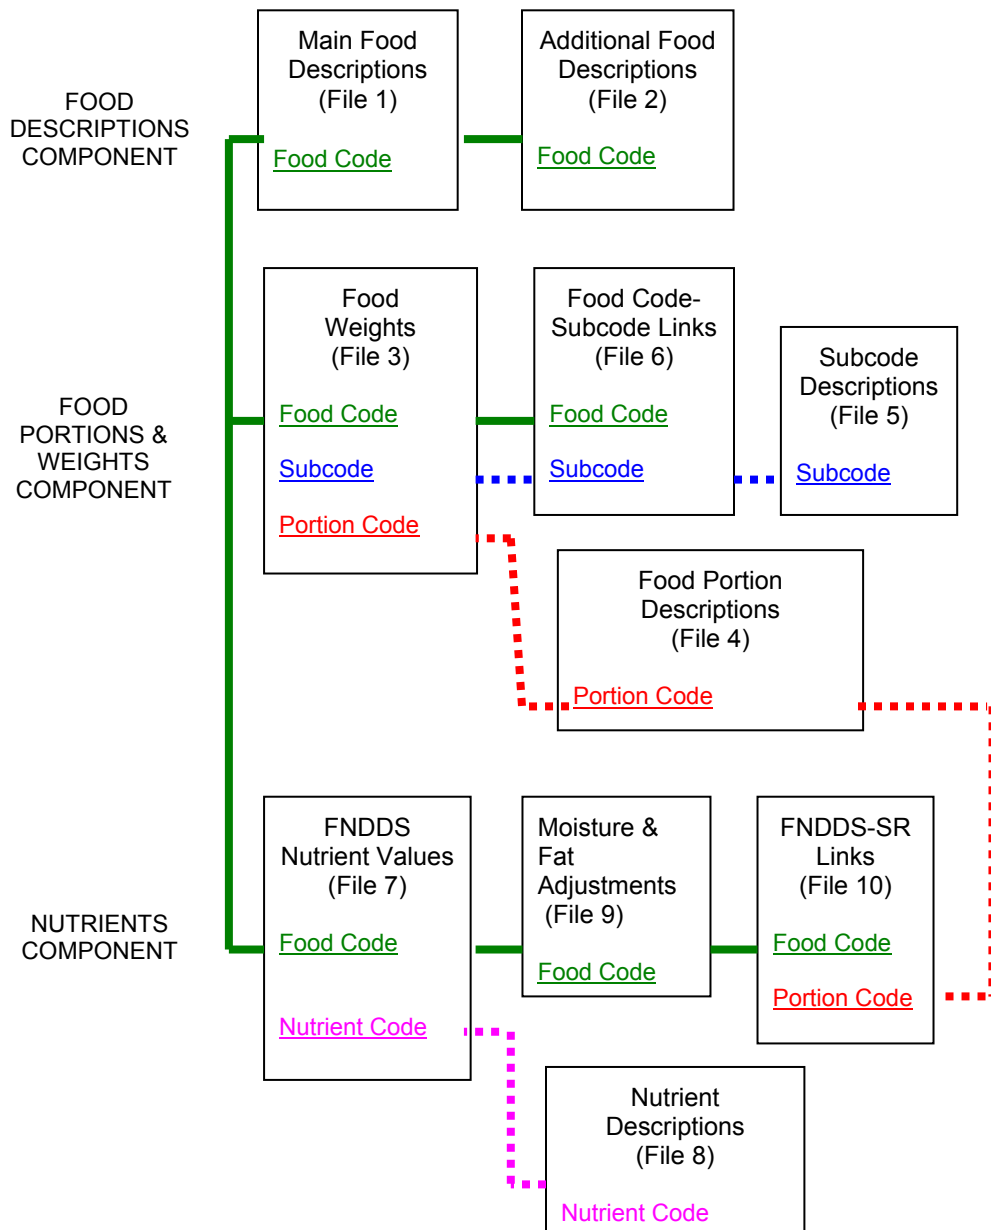 FOOD
DESCRIPTIONS
COMPONENT
Main Food
Descriptions
(File 1)
Food Code
Additional Food
Descriptions
(File 2)
Food Code
FOOD
PORTIONS &
WEIGHTS
COMPONENT
Food
Weights
(File 3)
Food Code
Subcode
Portion Code
Food Code-
Subcode Links
(File 6)
Food Code
Subcode
Subcode
Descriptions
(File 5)
Subcode
Food Portion
Descriptions
(File 4)
Portion Code
NUTRIENTS
COMPONENT
FNDDS
Nutrient Values
(File 7)
Food Code
Nutrient Code
Moisture &
Fat
Adjustments
(File 9)
Food Code
FNDDS-SR
Links
(File 10)
Food Code
Portion Code
Nutrient
Descriptions
(File 8)
Nutrient Code